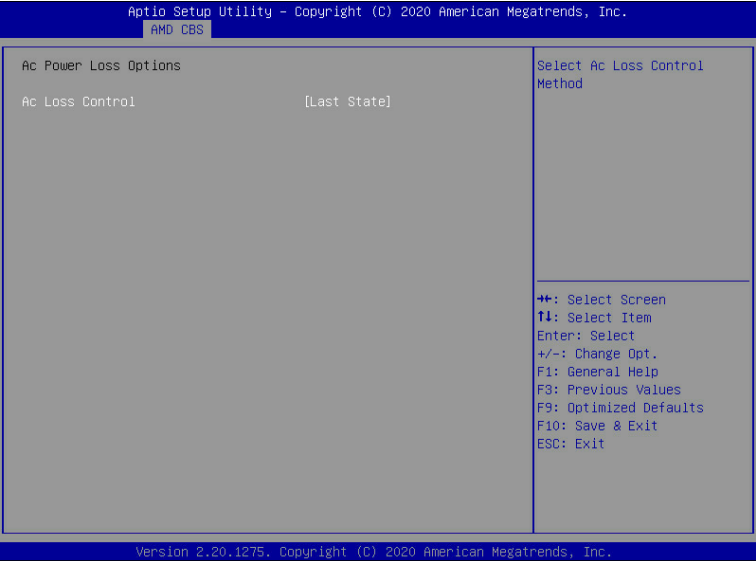 Aptio Setup Utility – Copyright (C) 2020 American Megatrends, Inc.
AMD CBS
Ac Power Loss Options
Ac Loss Control [Last State]
Select Ac Loss Control
Method
→←: Select Screen
↑↓: Select Item
Enter: Select
+/-: Change Opt.
F1: General Help
F3: Previous Values
F9: Optimized Defaults
F10: Save & Exit
ESC: Exit
Version 2.20.1275. Copyright (C) 2020 American Megatrends, Inc.